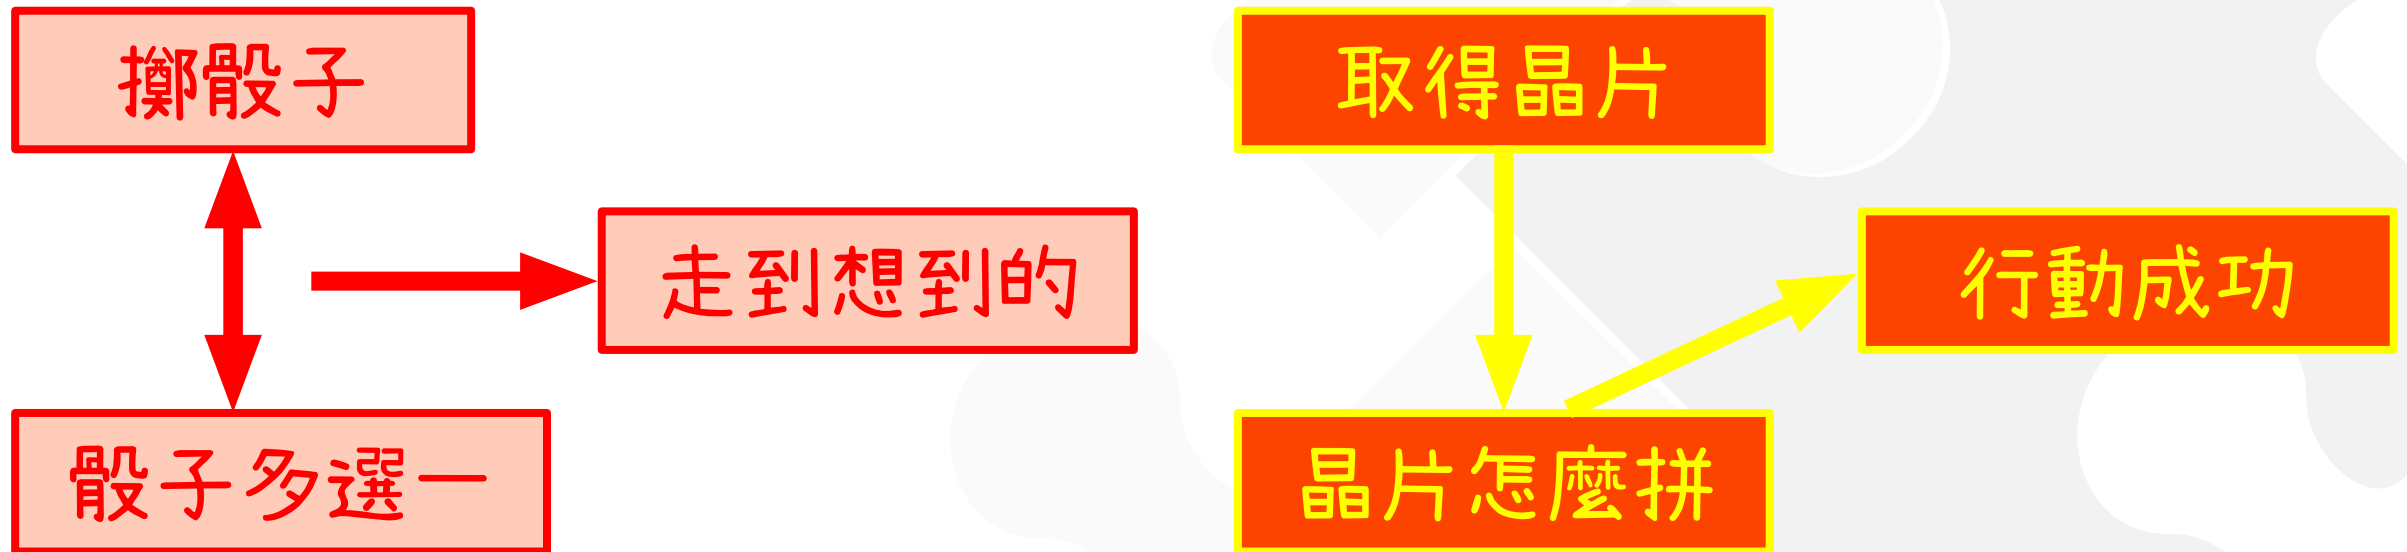 擲骰子
取得晶片
走到想到的
行動成功
骰子多選一
晶片怎麼拼